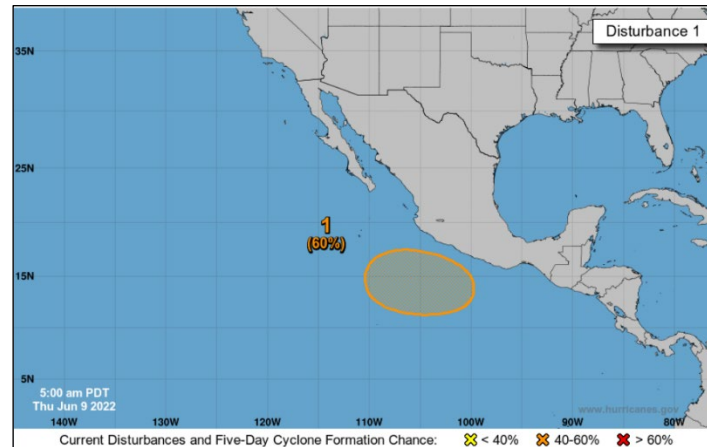 Disturbance 1
35N
25N
1
(60%)
15N
5N
5:00 am PDT
Thu Jun 9 2022
www.hurricanes.gov
140W 130W 120W 110W 100W 90W 80W
Current Disturbances and Five-Day Cyclone Formation Chance: < 40% 40-60% > 60%